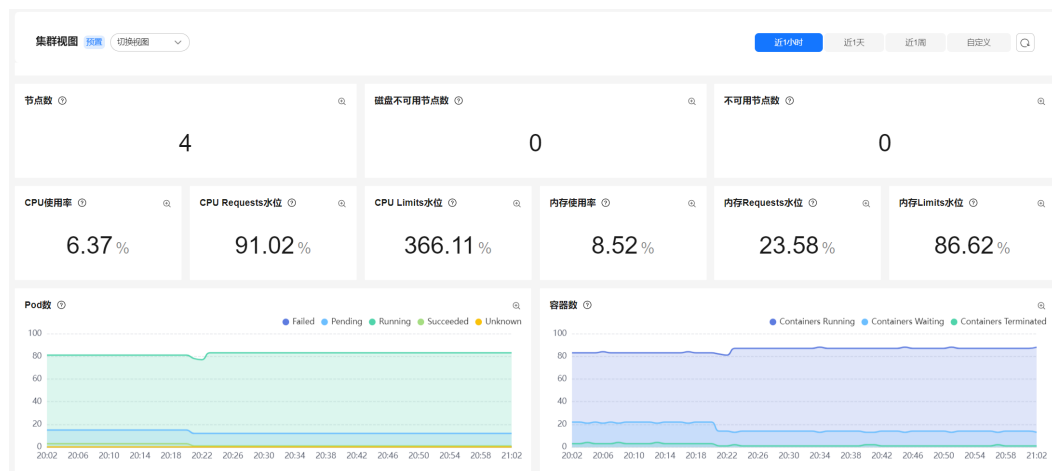 集群视图 预置 切换视图 近1小时 近1天 近1周 自定义
节点数 磁盘不可用节点数 不可用节点数
4 0 0
CPU使用率 CPU Requests水位 CPU Limits水位 内存使用率 内存Requests水位 内存Limits水位
6.37 % 91.02 % 366.11 % 8.52 % 23.58 % 86.62 %
Pod数 容器数
Failed Pending Running Succeeded Unknown Containers Running Containers Waiting Containers Terminated
100 100
80 80
60 60
40 40
20 20
0 0
20:02 20:06 20:10 20:14 20:18 20:22 20:26 20:30 20:34 20:38 20:42 20:46 20:50 20:54 20:58 21:02 20:02 20:06 20:10 20:14 20:18 20:22 20:26 20:30 20:34 20:38 20:42 20:46 20:50 20:54 20:58 21:02